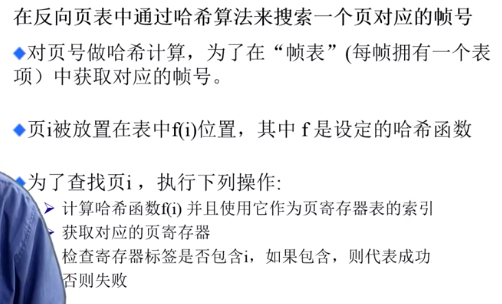 在反向页表中通过哈希算法来搜索一个页对应的帧号
对页号做哈希计算，为了在“帧表”(每帧拥有一个表
项）中获取对应的帧号。
页i被放置在表中f(i)位置，其中 f 是设定的哈希函数
为了查找页i ，执行下列操作:
计算哈希函数f(i) 并且使用它作为页寄存器表的索引
获取对应的页寄存器
检查寄存器标签是否包含i，如果包含，则代表成功
否则失败